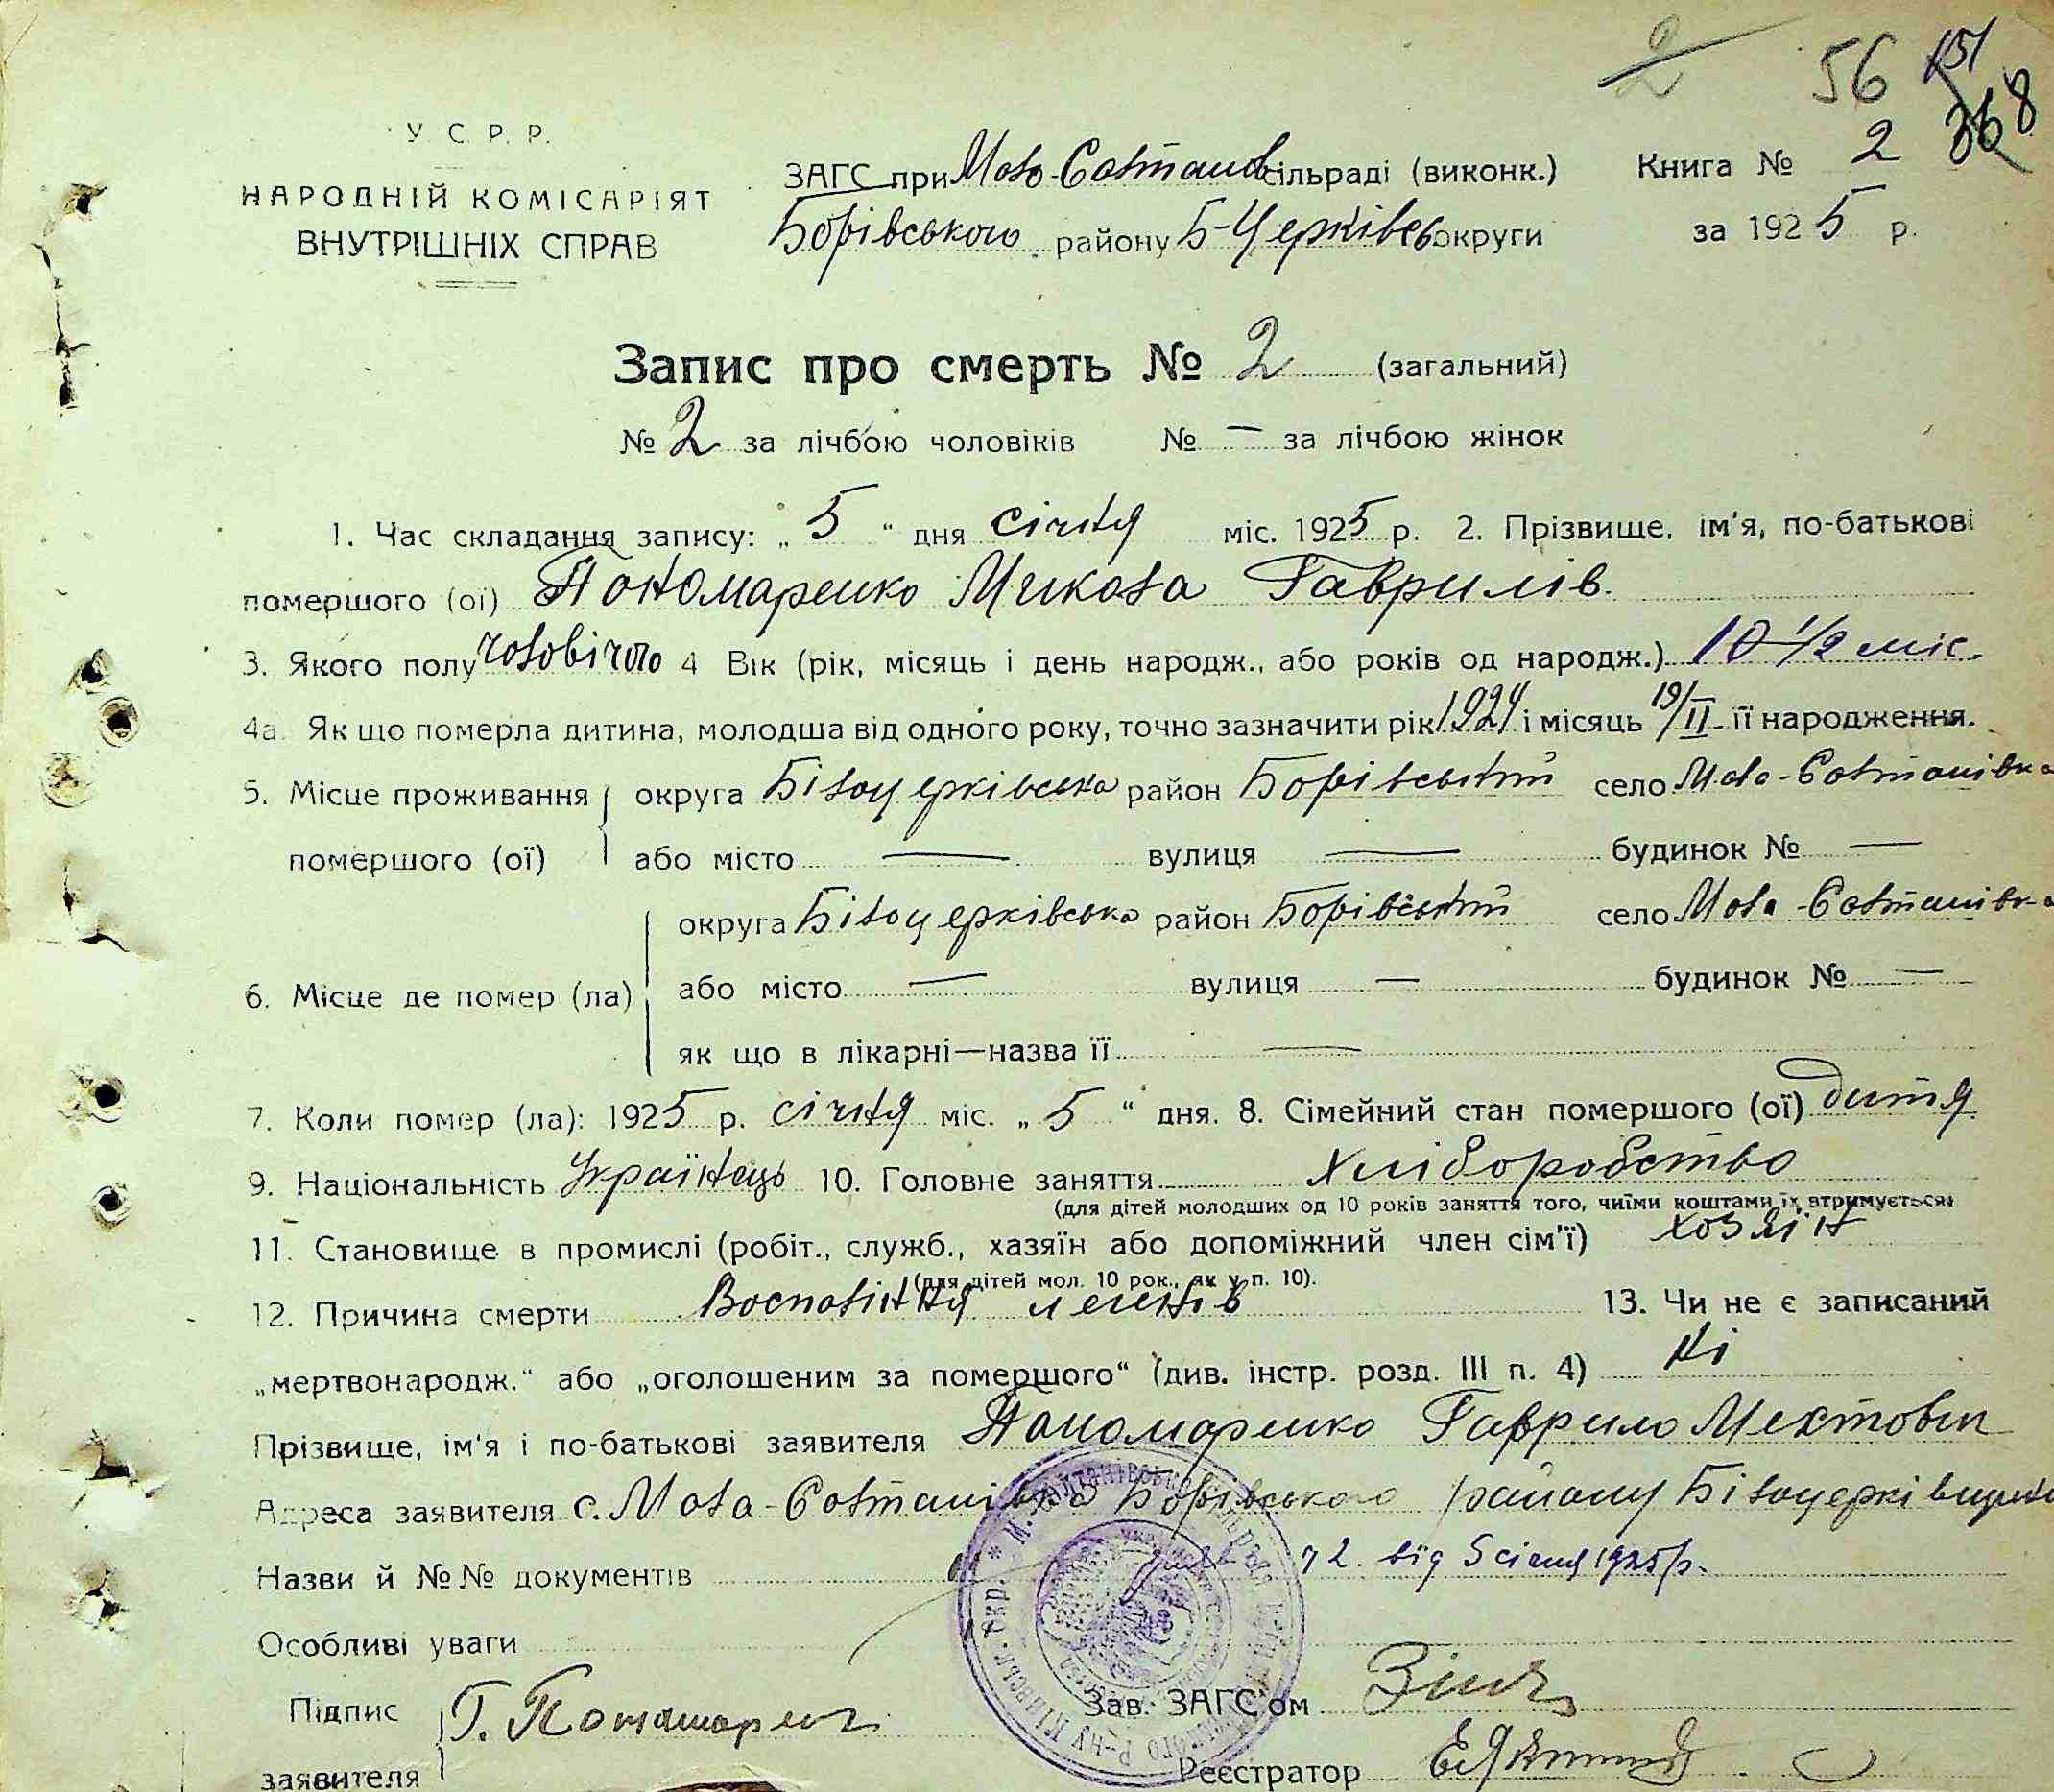 2 56 151
368
У. С. Р. Р.
НАРОДНІЙ КОМІСАРІЯТ
ВНУТРІШНІХ СПРАВ
ЗАГС при Мало-Солтанів сільраді (виконк.)
Борівського району Б-Церківсь округи
Книга № 2
за 1925 р.
Запис про смерть № 2 (загальний)
№ 2 за лічбою чоловіків № — за лічбою жінок
1. Час складання запису: „ 5 “ дня січня міс. 1925 р. 2. Прізвище, ім'я, по-батькові
помершого (ої) Пономаренко Микола Гаврилів.
3. Якого полу чоловічого 4 Вік (рік, місяць і день народж., або років од народж.) 10 1/2 міс.
4а. Як що померла дитина, молодша від одного року, точно зазначити рік 1924 і місяць 19/II її народження.
5. Місце проживання округа Білоцерківська район Борівський село Мало-Солтанівка
помершого (ої) або місто — вулиця — будинок № —
округа Білоцерківська район Борівський село Мала-Солтанівка
6. Місце де помер (ла) або місто — вулиця — будинок № —
як що в лікарні—назва її —
7. Коли помер (ла): 1925 р. січня міс. „ 5 “ дня. 8. Сімейний стан помершого (ої) дитя
9. Національність Українець 10. Головне заняття Хліборобство
(для дітей молодших од 10 років заняття того, чиїми коштами їх втримується)
11. Становище в промислі (робіт., служб., хазяїн або допоміжний член сім'ї) хозяїн
(для дітей мол. 10 рок., як у п. 10).
12. Причина смерти Воспаління легенів 13. Чи не є записаний
„мертвонародж.“ або „оголошеним за помершого“ (див. інстр. розд. III п. 4) Ні
Прізвище, ім'я і по-батькові заявителя Пономаренко Гаврило
Адреса заявителя с. Мала-Солтанівка Борівського району
Назви й №№ документів 2. від 5 січня 1925 р.
Особливі уваги
Підпис Г. Пономарен
заявителя
Зав. ЗАГС'ом
Реєстратор